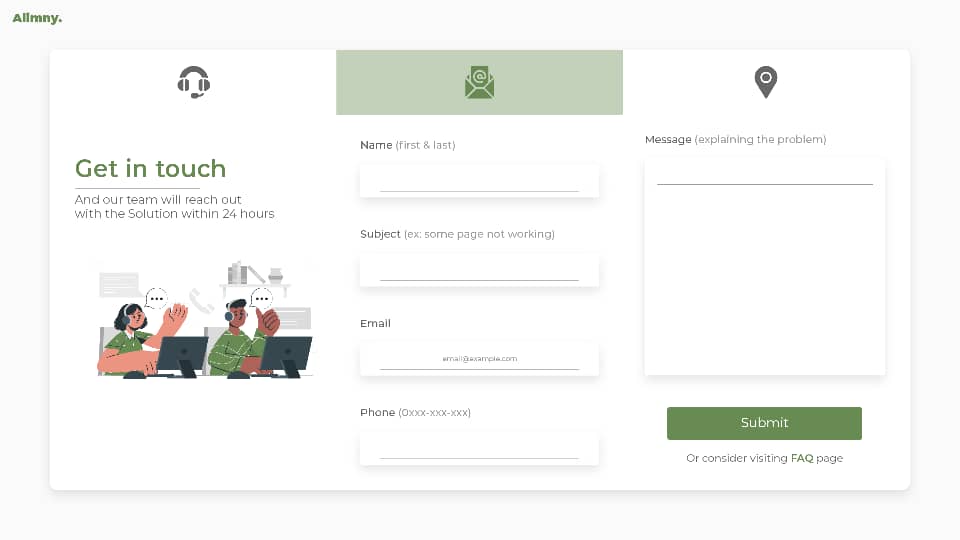 Allmny.
Get in touch
And our team will reach out
with the Solution within 24 hours
Name (first & last)
Subject (ex: some page not working)
Email
email@example.com
Phone (0xxx-xxx-xxx)
Message (explaining the problem)
Submit
Or consider visiting FAQ page